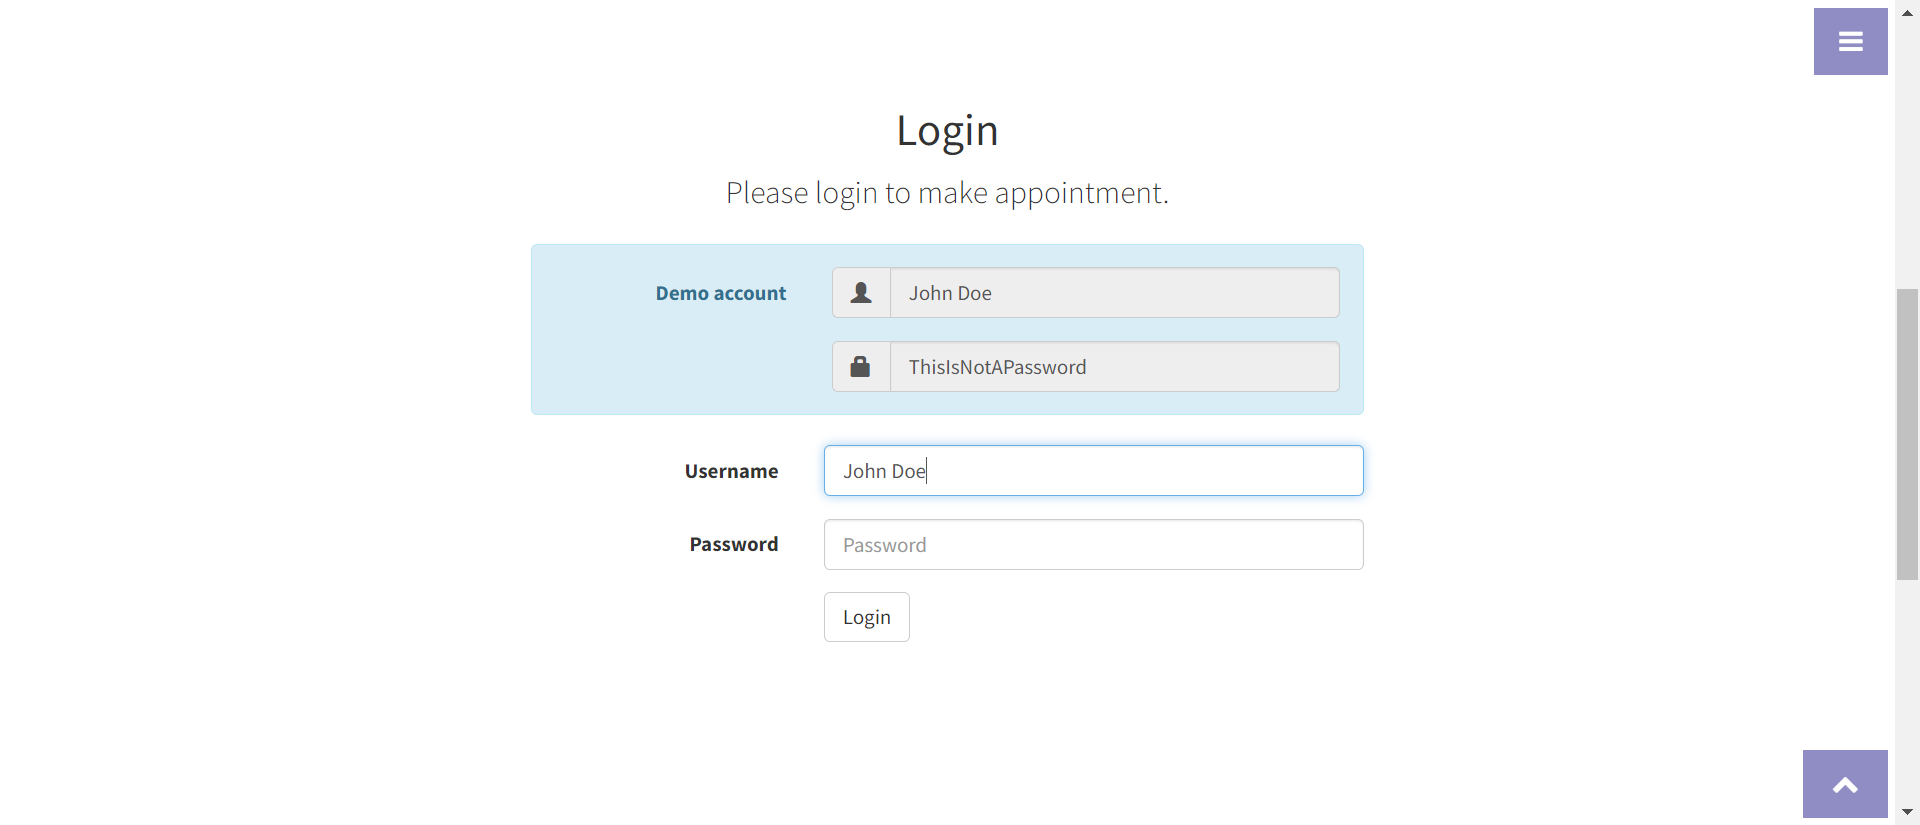 Login
Please login to make appointment.
Demo account
John Doe
ThisIsNotAPassword
Username
John Doe
Password
Password
Login